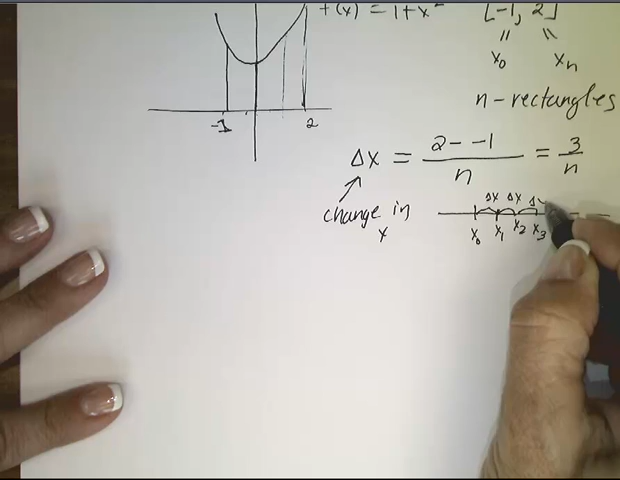 f(x) = 1+x²
[-1, 2]
" "
x₀ xₙ
n - rectangles
-1 2
Δx = 2 - -1 / n = 3 / n
change in x
Δx Δx Δx
x₀ x₁ x₂ x₃